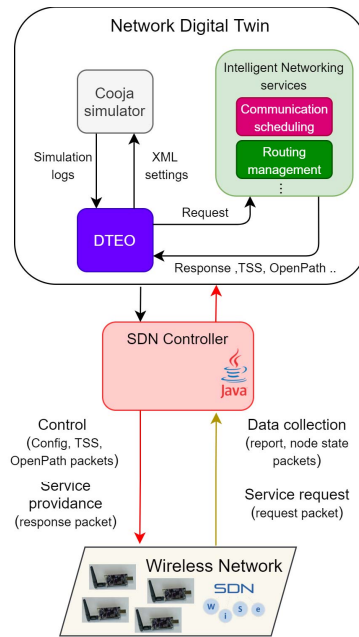 Network Digital Twin
Cooja
simulator
Intelligent Networking
services
Communication
scheduling
Routing
management
⋮
Simulation
logs
XML
settings
Request
DTEO
Response ,TSS, OpenPath ..
SDN Controller
Java
Control
(Config, TSS,
OpenPath packets)
Service
providance
(response packet)
Data collection
(report, node state
packets)
Service request
(request packet)
Wireless Network
SDN
W i S e